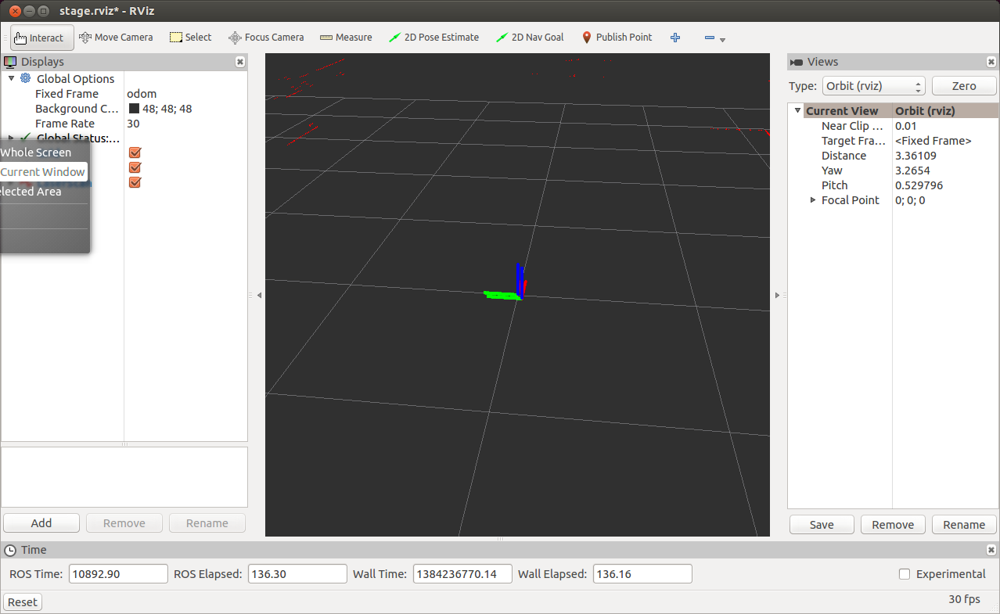 stage.rviz* - RViz
Interact Move Camera Select Focus Camera Measure 2D Pose Estimate 2D Nav Goal Publish Point
Displays
Global Options
Fixed Frame odom
Background C... 48; 48; 48
Frame Rate 30
Global Status:...
Whole Screen
Current Window
elected Area
Views
Type: Orbit (rviz) Zero
Current View Orbit (rviz)
Near Clip ... 0.01
Target Fra... <Fixed Frame>
Distance 3.36109
Yaw 3.2654
Pitch 0.529796
Focal Point 0; 0; 0
Add Remove Rename
Save Remove Rename
Time
ROS Time: 10892.90 ROS Elapsed: 136.30 Wall Time: 1384236770.14 Wall Elapsed: 136.16 Experimental
Reset 30 fps